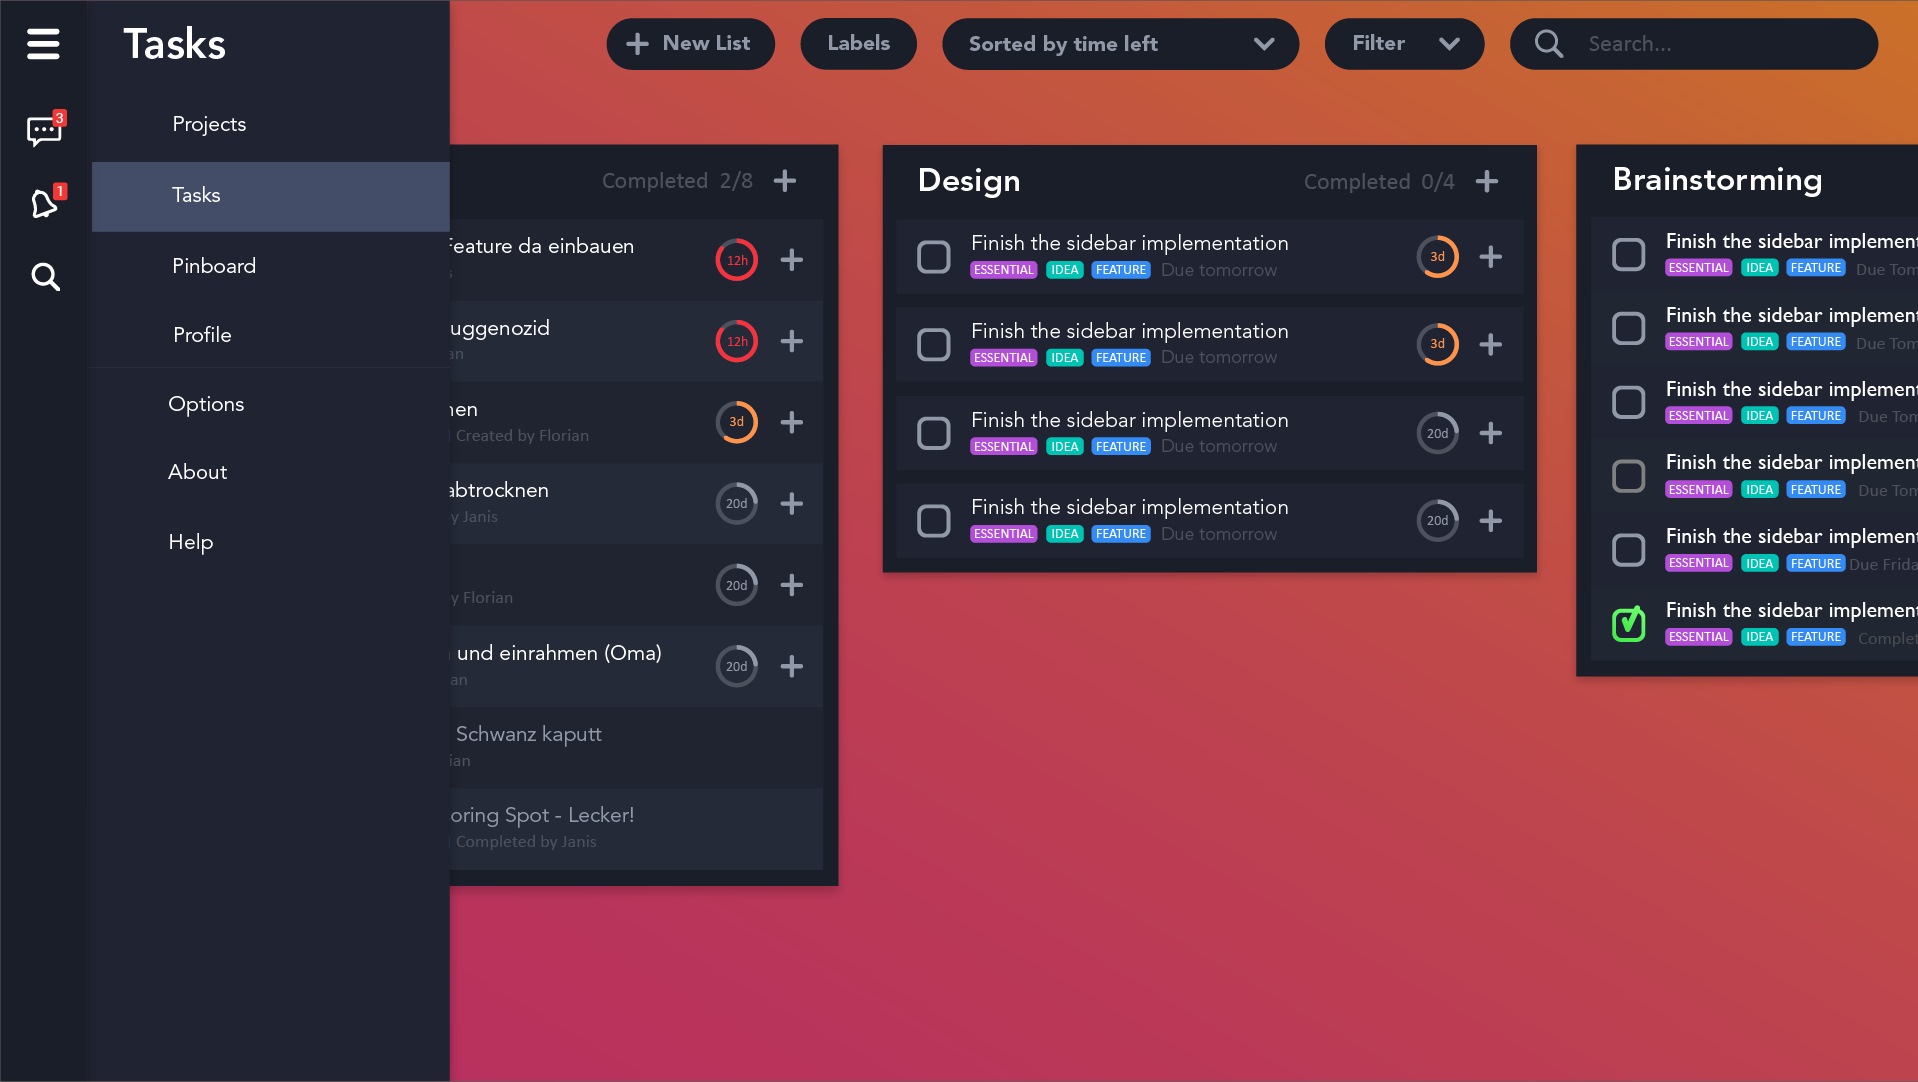 Tasks
Projects
Tasks
Pinboard
Profile
Options
About
Help
3
1
New List
Labels
Sorted by time left
Filter
Search...
Completed 2/8
Feature da einbauen
12h
uggenozid
12h
3d
Created by Florian
abtrocknen
by Janis
20d
y Florian
20d
und einrahmen (Oma)
20d
Schwanz kaputt
oring Spot - Lecker!
Completed by Janis
Design
Completed 0/4
Finish the sidebar implementation
ESSENTIAL IDEA FEATURE Due tomorrow
3d
Finish the sidebar implementation
ESSENTIAL IDEA FEATURE Due tomorrow
3d
Finish the sidebar implementation
ESSENTIAL IDEA FEATURE Due tomorrow
20d
Finish the sidebar implementation
ESSENTIAL IDEA FEATURE Due tomorrow
20d
Brainstorming
Finish the sidebar implement
ESSENTIAL IDEA FEATURE Due Tom
Finish the sidebar implement
ESSENTIAL IDEA FEATURE Due Tom
Finish the sidebar implement
ESSENTIAL IDEA FEATURE Due Tom
Finish the sidebar implement
ESSENTIAL IDEA FEATURE Due Tom
Finish the sidebar implement
ESSENTIAL IDEA FEATURE Due Frida
Finish the sidebar implement
ESSENTIAL IDEA FEATURE Complet